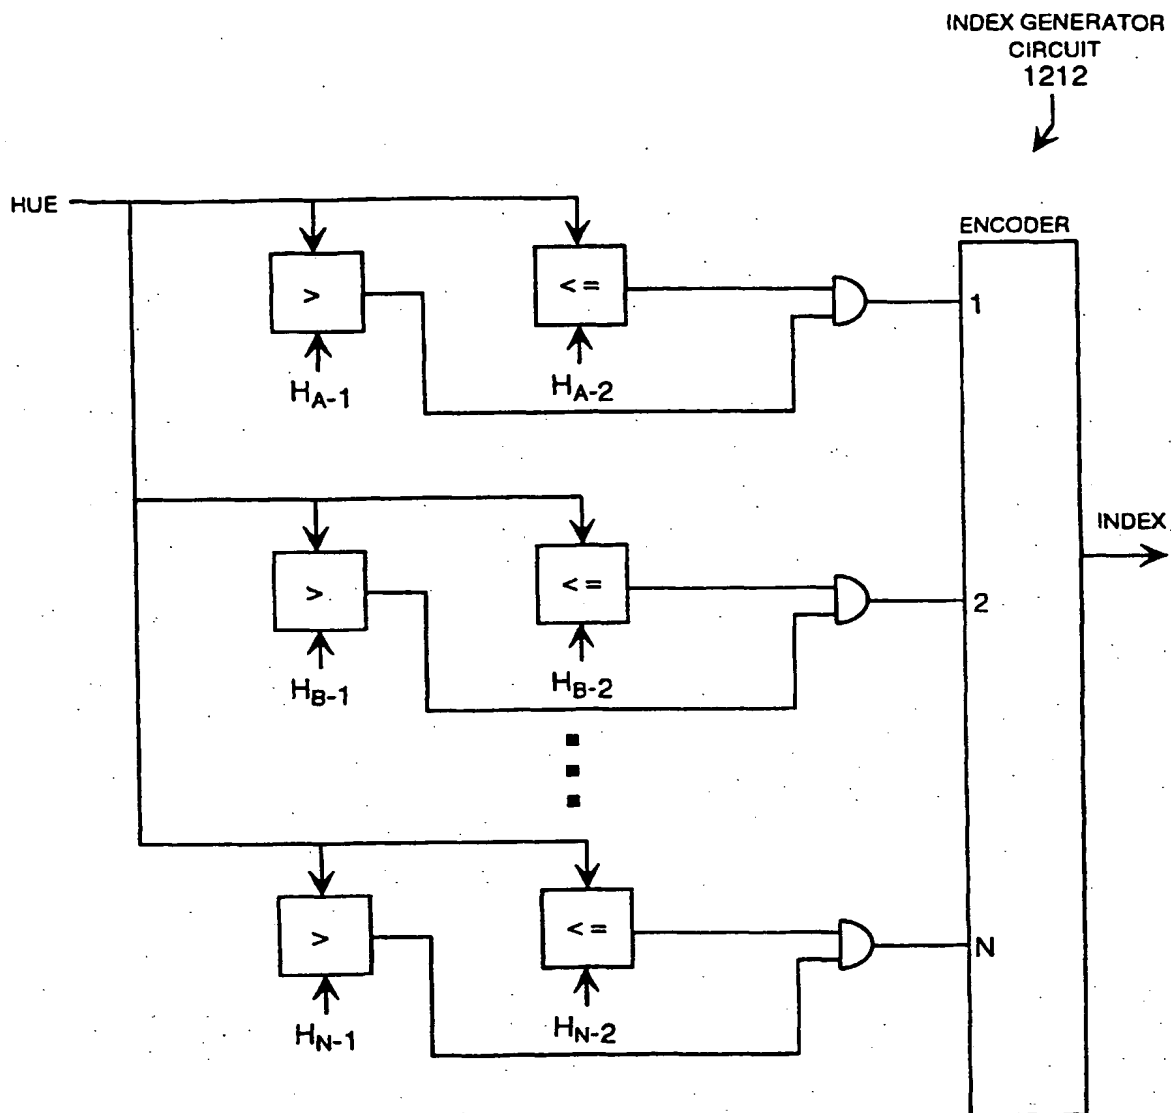 INDEX GENERATOR
CIRCUIT
1212
HUE
ENCODER
>
<=
1
HA-1
HA-2
INDEX
>
<=
2
HB-1
HB-2
>
<=
N
HN-1
HN-2